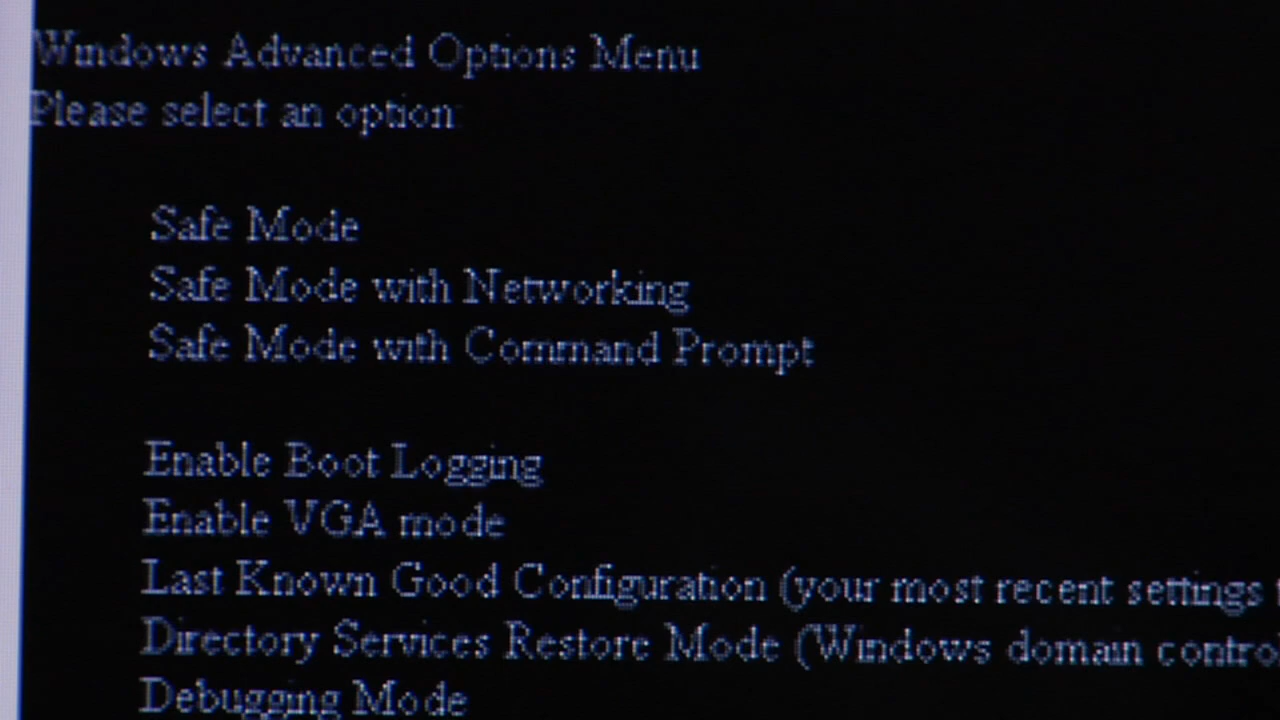 Windows Advanced Options Menu
Please select an option:
Safe Mode
Safe Mode with Networking
Safe Mode with Command Prompt
Enable Boot Logging
Enable VGA mode
Last Known Good Configuration (your most recent settings
Directory Services Restore Mode (Windows domain contro
Debugging Mode